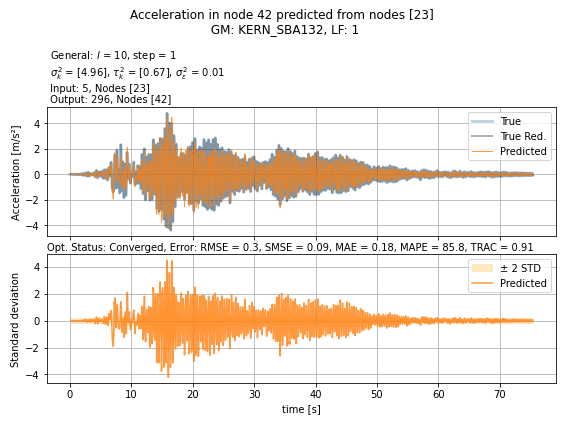 Acceleration in node 42 predicted from nodes [23]
GM: KERN_SBA132, LF: 1
General: l = 10, step = 1
σ²ₖ = [4.96], τ²ₖ = [0.67], σ²ε = 0.01
Input: 5, Nodes [23]
Output: 296, Nodes [42]
Acceleration [m/s²]
4
2
0
−2
−4
True
True Red.
Predicted
Opt. Status: Converged, Error: RMSE = 0.3, SMSE = 0.09, MAE = 0.18, MAPE = 85.8, TRAC = 0.91
Standard deviation
4
2
0
−2
−4
± 2 STD
Predicted
0 10 20 30 40 50 60 70
time [s]